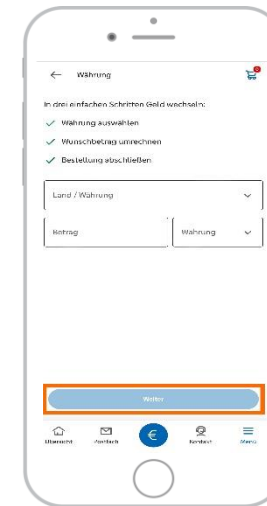 Währung
In drei einfachen Schritten Geld wechseln:
Währung auswählen
Wunschbetrag umrechnen
Bestellung abschließen
Land / Währung
Betrag
Währung
Weiter
€
Übersicht
Postfach
Kontakt
Menü